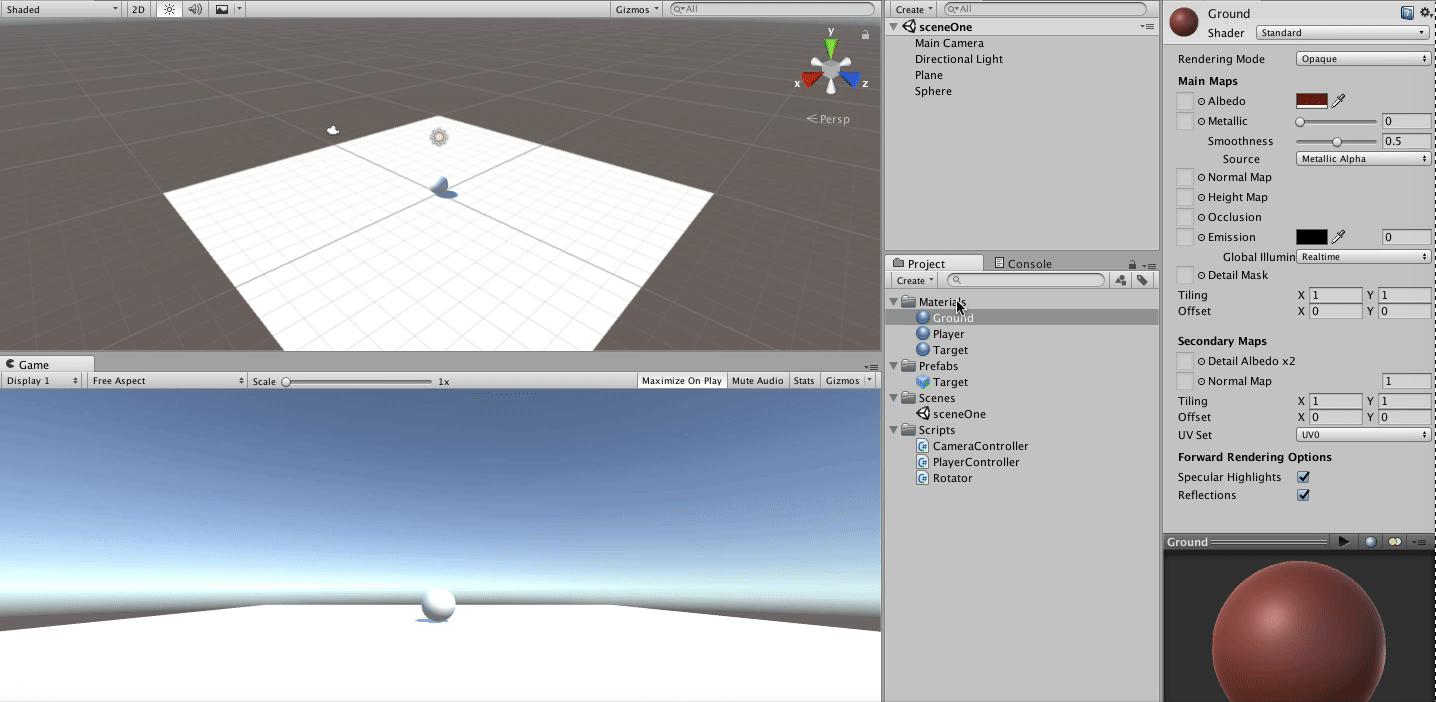 Shaded 2D Gizmos All
y
x z
Persp
Game
Display 1 Free Aspect Scale 1x Maximize On Play Mute Audio Stats Gizmos
Create All
sceneOne
Main Camera
Directional Light
Plane
Sphere
Project Console
Create
Materials
Ground
Player
Target
Prefabs
Target
Scenes
sceneOne
Scripts
CameraController
PlayerController
Rotator
Ground
Shader Standard
Rendering Mode Opaque
Main Maps
Albedo
Metallic 0
Smoothness 0.5
Source Metallic Alpha
Normal Map
Height Map
Occlusion
Emission 0
Global Illumin Realtime
Detail Mask
Tiling X 1 Y 1
Offset X 0 Y 0
Secondary Maps
Detail Albedo x2
Normal Map 1
Tiling X 1 Y 1
Offset X 0 Y 0
UV Set UV0
Forward Rendering Options
Specular Highlights
Reflections
Ground